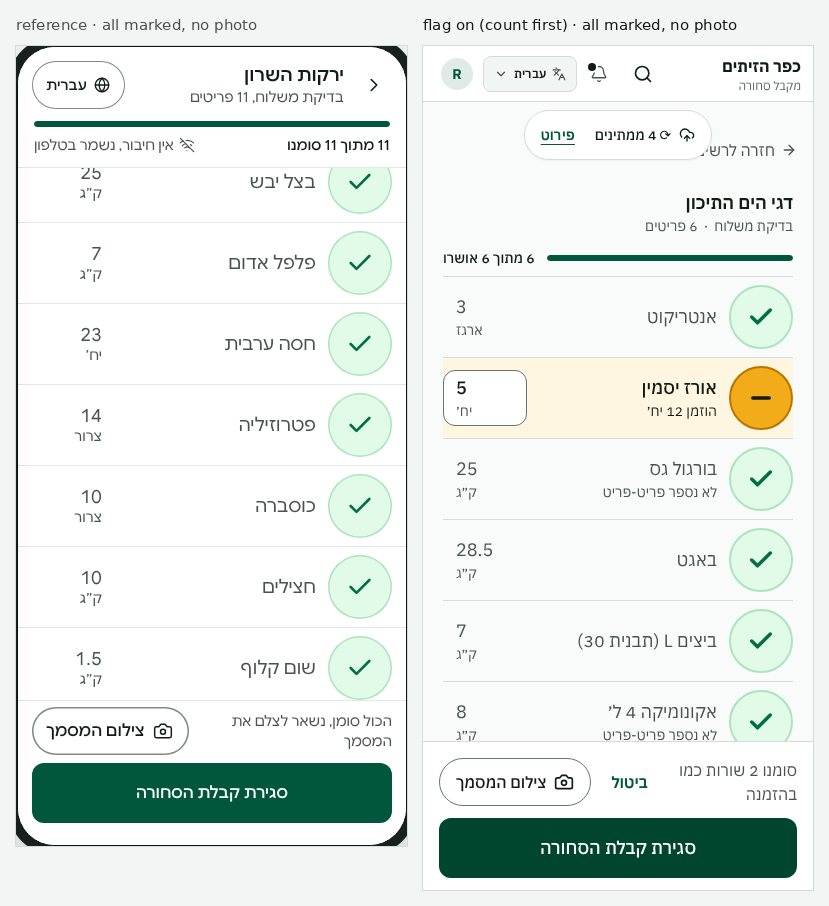 reference · all marked, no photo
ירקות השרון
בדיקת משלוח, 11 פריטים
עברית
11 מתוך 11 סומנו
אין חיבור, נשמר בטלפון
בצל יבש
25
ק״ג
פלפל אדום
7
ק״ג
חסה ערבית
23
יח׳
פטרוזיליה
14
צרור
כוסברה
10
צרור
חצילים
10
ק״ג
שום קלוף
1.5
ק״ג
הכול סומן, נשאר לצלם את
המסמך
צילום המסמך
סגירת קבלת הסחורה
flag on (count first) · all marked, no photo
כפר הזיתים
מקבל סחורה
עברית
R
4 ממתינים
פירוט
חזרה לרשי
דגי הים התיכון
בדיקת משלוח · 6 פריטים
6 מתוך 6 אושרו
אנטריקוט
3
ארגז
אורז יסמין
הוזמן 12 יח׳
5
יח׳
בורגול גס
לא נספר פריט-פריט
25
ק״ג
באגט
28.5
ק״ג
ביצים L (תבנית 30)
7
ק״ג
אקונומיקה 4 ל׳
לא נספר פריט-פריט
8
ק״ג
סומנו 2 שורות כמו
בהזמנה
ביטול
צילום המסמך
סגירת קבלת הסחורה